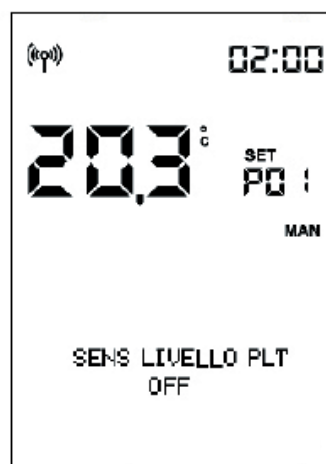 02:00
20,3 °C
SET
P01
MAN
SENS LIVELLO PLT
OFF